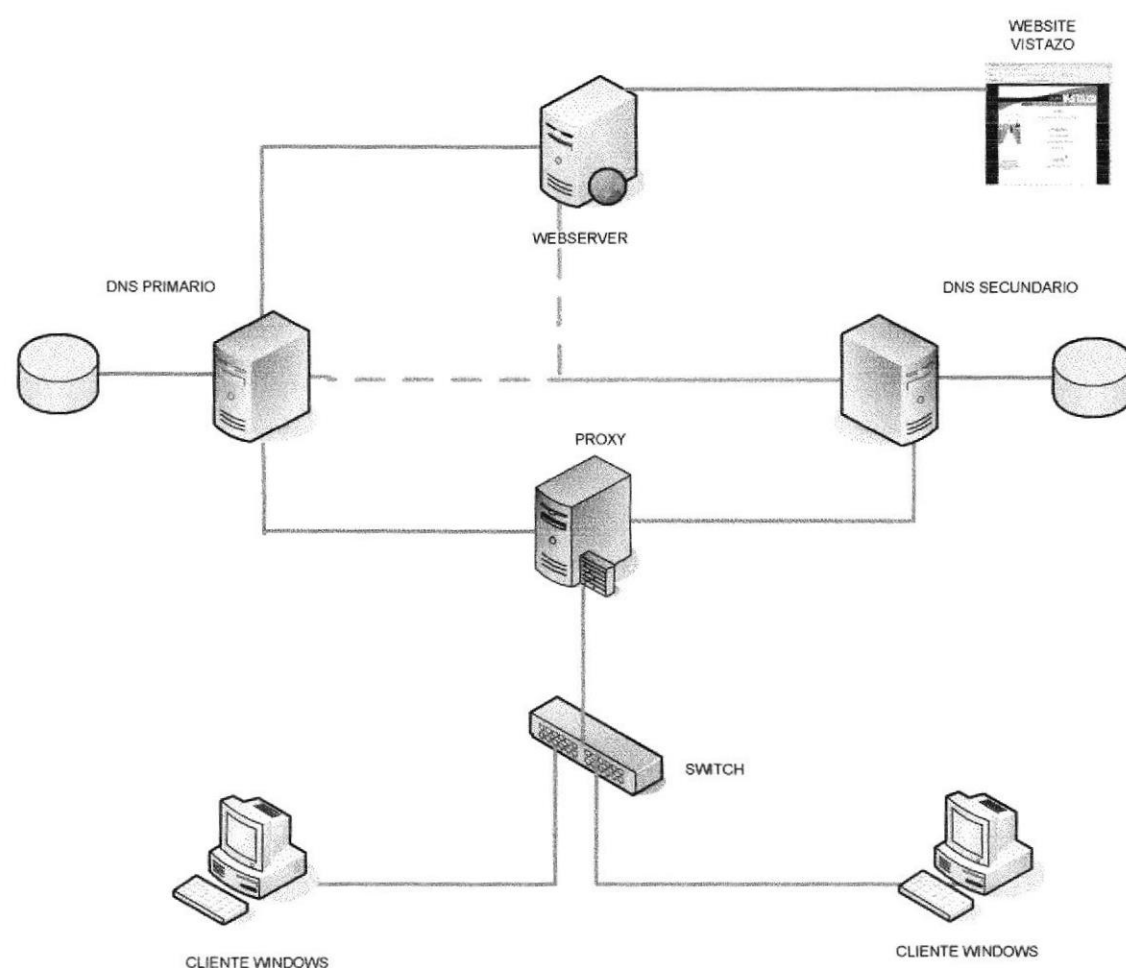 WEBSITE
VISTAZO
WEBSERVER
DNS PRIMARIO
DNS SECUNDARIO
PROXY
SWITCH
CLIENTE WINDOWS
CLIENTE WINDOWS